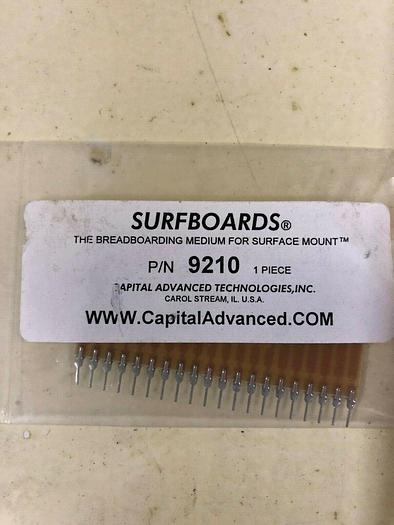 SURFBOARDS®
THE BREADBOARDING MEDIUM FOR SURFACE MOUNT™
P/N 9210 1 PIECE
CAPITAL ADVANCED TECHNOLOGIES,INC.
CAROL STREAM, IL. U.S.A.
WWW.CapitalAdvanced.COM